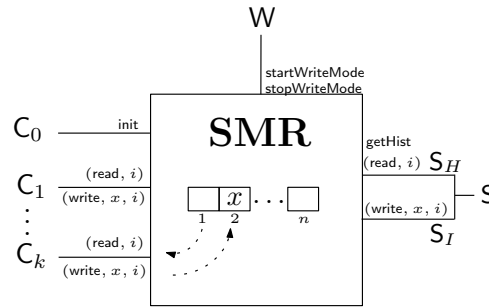 W
startWriteMode
stopWriteMode
C0
init
SMR
getHist
(read, i)
SH
S
(write, x, i)
SI
C1
(read, i)
(write, x, i)
⋮
Ck
(read, i)
(write, x, i)
x
...
1
2
n